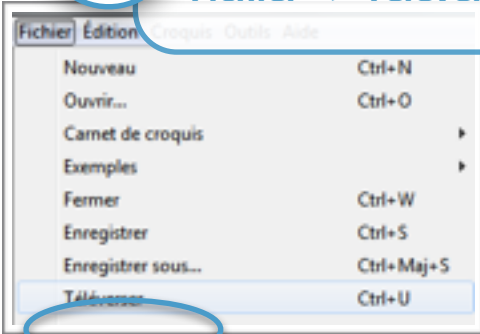 Fichier Édition Croquis Outils Aide
Nouveau Ctrl+N
Ouvrir... Ctrl+O
Carnet de croquis
Exemples
Fermer Ctrl+W
Enregistrer Ctrl+S
Enregistrer sous... Ctrl+Maj+S
Téléverser Ctrl+U